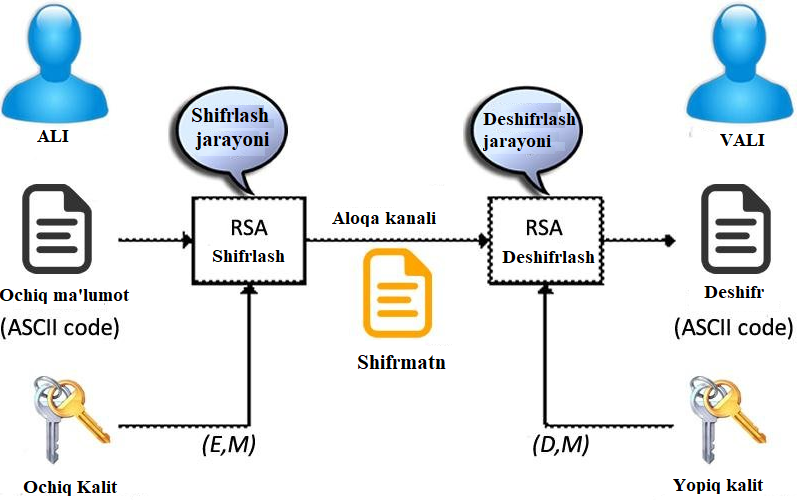 ALI
VALI
Shifrlash
jarayoni
Deshifrlash
jarayoni
RSA
Shifrlash
Aloqa kanali
RSA
Deshifrlash
Ochiq ma'lumot
(ASCII code)
Shifrmatn
Deshifr
(ASCII code)
(E,M)
(D,M)
Ochiq Kalit
Yopiq kalit